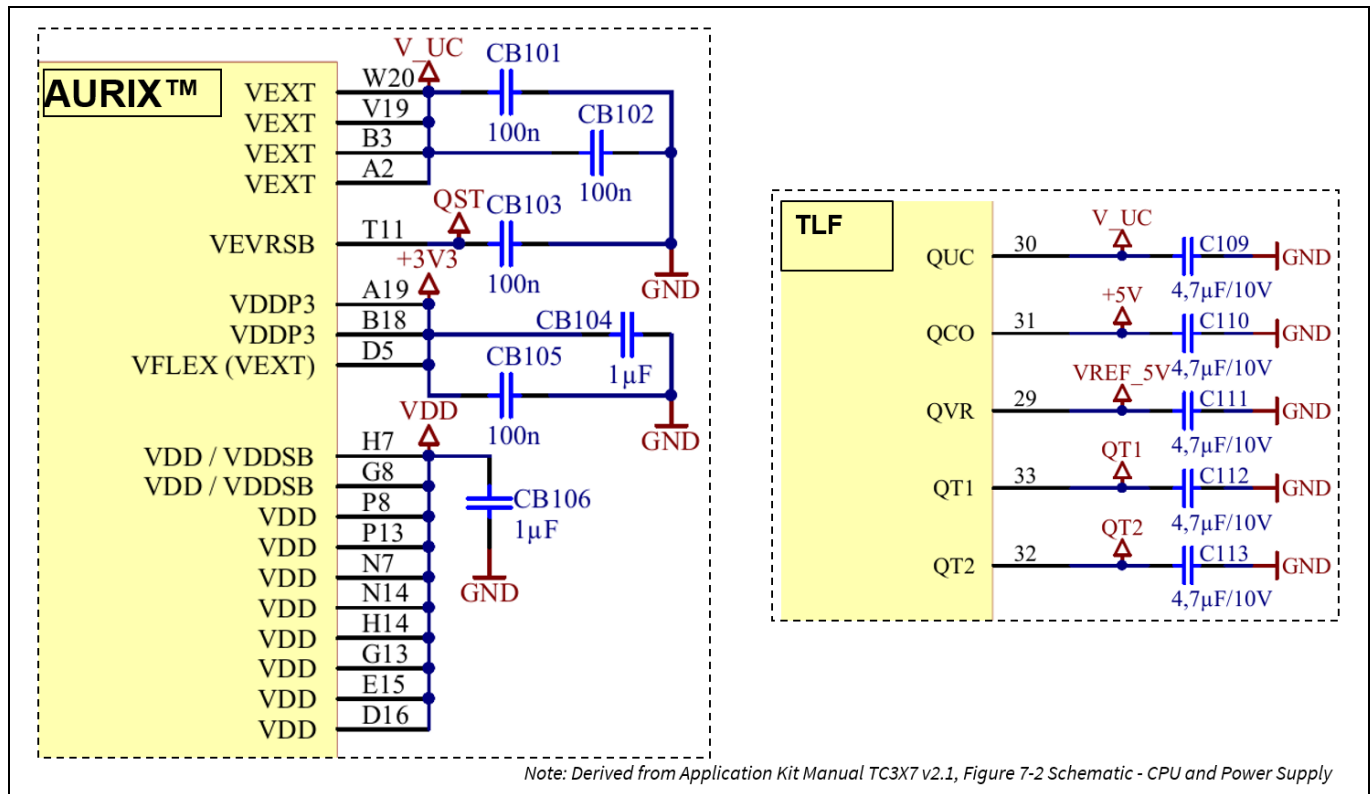 AURIX™
V_UC
CB101
W20
VEXT
V19
100n
CB102
VEXT
B3
VEXT
A2
100n
VEXT
QST
CB103
T11
VEVRSB
+3V3
100n
GND
A19
VDDP3
B18
CB104
VDDP3
D5
CB105
1µF
VFLEX (VEXT)
VDD
100n
GND
H7
VDD / VDDSB
G8
VDD / VDDSB
P8
CB106
VDD
1µF
P13
VDD
N7
VDD
GND
N14
VDD
H14
VDD
G13
VDD
E15
VDD
D16
VDD
TLF
V_UC
QUC 30 C109 GND
4,7µF/10V
+5V
QCO 31 C110 GND
4,7µF/10V
VREF_5V
QVR 29 C111 GND
4,7µF/10V
QT1
QT1 33 C112 GND
4,7µF/10V
QT2
QT2 32 C113 GND
4,7µF/10V
Note: Derived from Application Kit Manual TC3X7 v2.1, Figure 7-2 Schematic - CPU and Power Supply